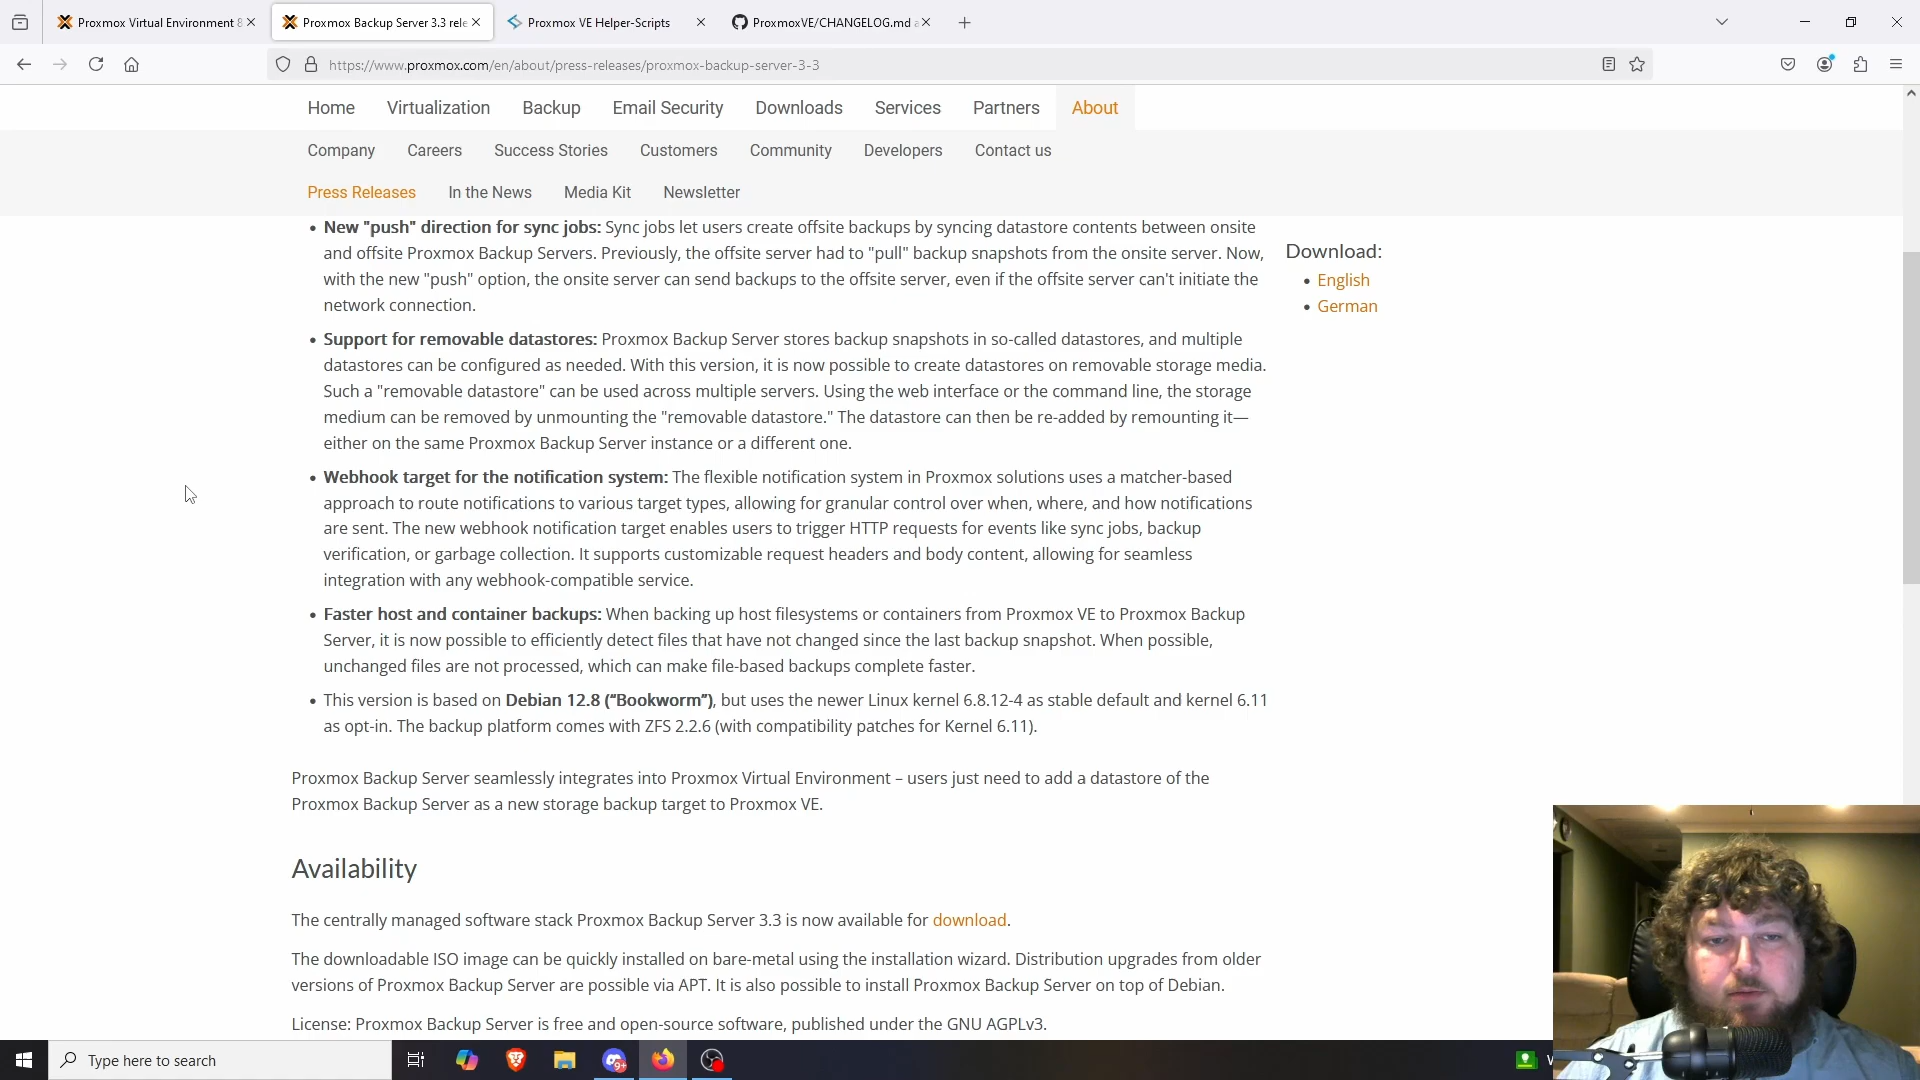 Proxmox Virtual Environment 8
Proxmox Backup Server 3.3 rele
Proxmox VE Helper-Scripts
ProxmoxVE/CHANGELOG.md a
https://www.proxmox.com/en/about/press-releases/proxmox-backup-server-3-3
Home Virtualization Backup Email Security Downloads Services Partners About
Company Careers Success Stories Customers Community Developers Contact us
Press Releases In the News Media Kit Newsletter
• New "push" direction for sync jobs: Sync jobs let users create offsite backups by syncing datastore contents between onsite
and offsite Proxmox Backup Servers. Previously, the offsite server had to "pull" backup snapshots from the onsite server. Now,
with the new "push" option, the onsite server can send backups to the offsite server, even if the offsite server can't initiate the
network connection.
• Support for removable datastores: Proxmox Backup Server stores backup snapshots in so-called datastores, and multiple
datastores can be configured as needed. With this version, it is now possible to create datastores on removable storage media.
Such a "removable datastore" can be used across multiple servers. Using the web interface or the command line, the storage
medium can be removed by unmounting the "removable datastore." The datastore can then be re-added by remounting it—
either on the same Proxmox Backup Server instance or a different one.
• Webhook target for the notification system: The flexible notification system in Proxmox solutions uses a matcher-based
approach to route notifications to various target types, allowing for granular control over when, where, and how notifications
are sent. The new webhook notification target enables users to trigger HTTP requests for events like sync jobs, backup
verification, or garbage collection. It supports customizable request headers and body content, allowing for seamless
integration with any webhook-compatible service.
• Faster host and container backups: When backing up host filesystems or containers from Proxmox VE to Proxmox Backup
Server, it is now possible to efficiently detect files that have not changed since the last backup snapshot. When possible,
unchanged files are not processed, which can make file-based backups complete faster.
• This version is based on Debian 12.8 (“Bookworm”), but uses the newer Linux kernel 6.8.12-4 as stable default and kernel 6.11
as opt-in. The backup platform comes with ZFS 2.2.6 (with compatibility patches for Kernel 6.11).
Proxmox Backup Server seamlessly integrates into Proxmox Virtual Environment – users just need to add a datastore of the
Proxmox Backup Server as a new storage backup target to Proxmox VE.
Availability
The centrally managed software stack Proxmox Backup Server 3.3 is now available for download.
The downloadable ISO image can be quickly installed on bare-metal using the installation wizard. Distribution upgrades from older
versions of Proxmox Backup Server are possible via APT. It is also possible to install Proxmox Backup Server on top of Debian.
License: Proxmox Backup Server is free and open-source software, published under the GNU AGPLv3.
Download:
• English
• German
Type here to search
9+